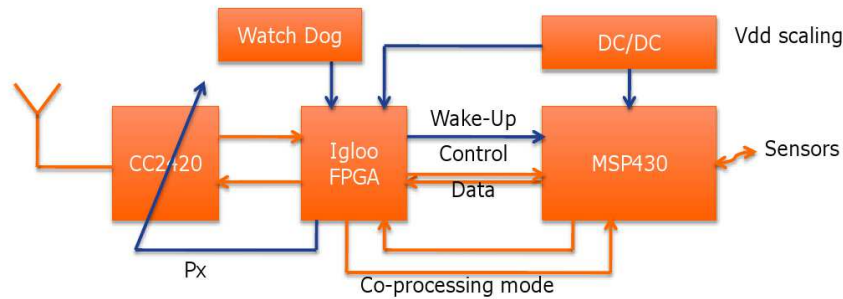 Watch Dog
DC/DC
Vdd scaling
CC2420
Igloo
FPGA
Wake-Up
Control
Data
MSP430
Sensors
Px
Co-processing mode